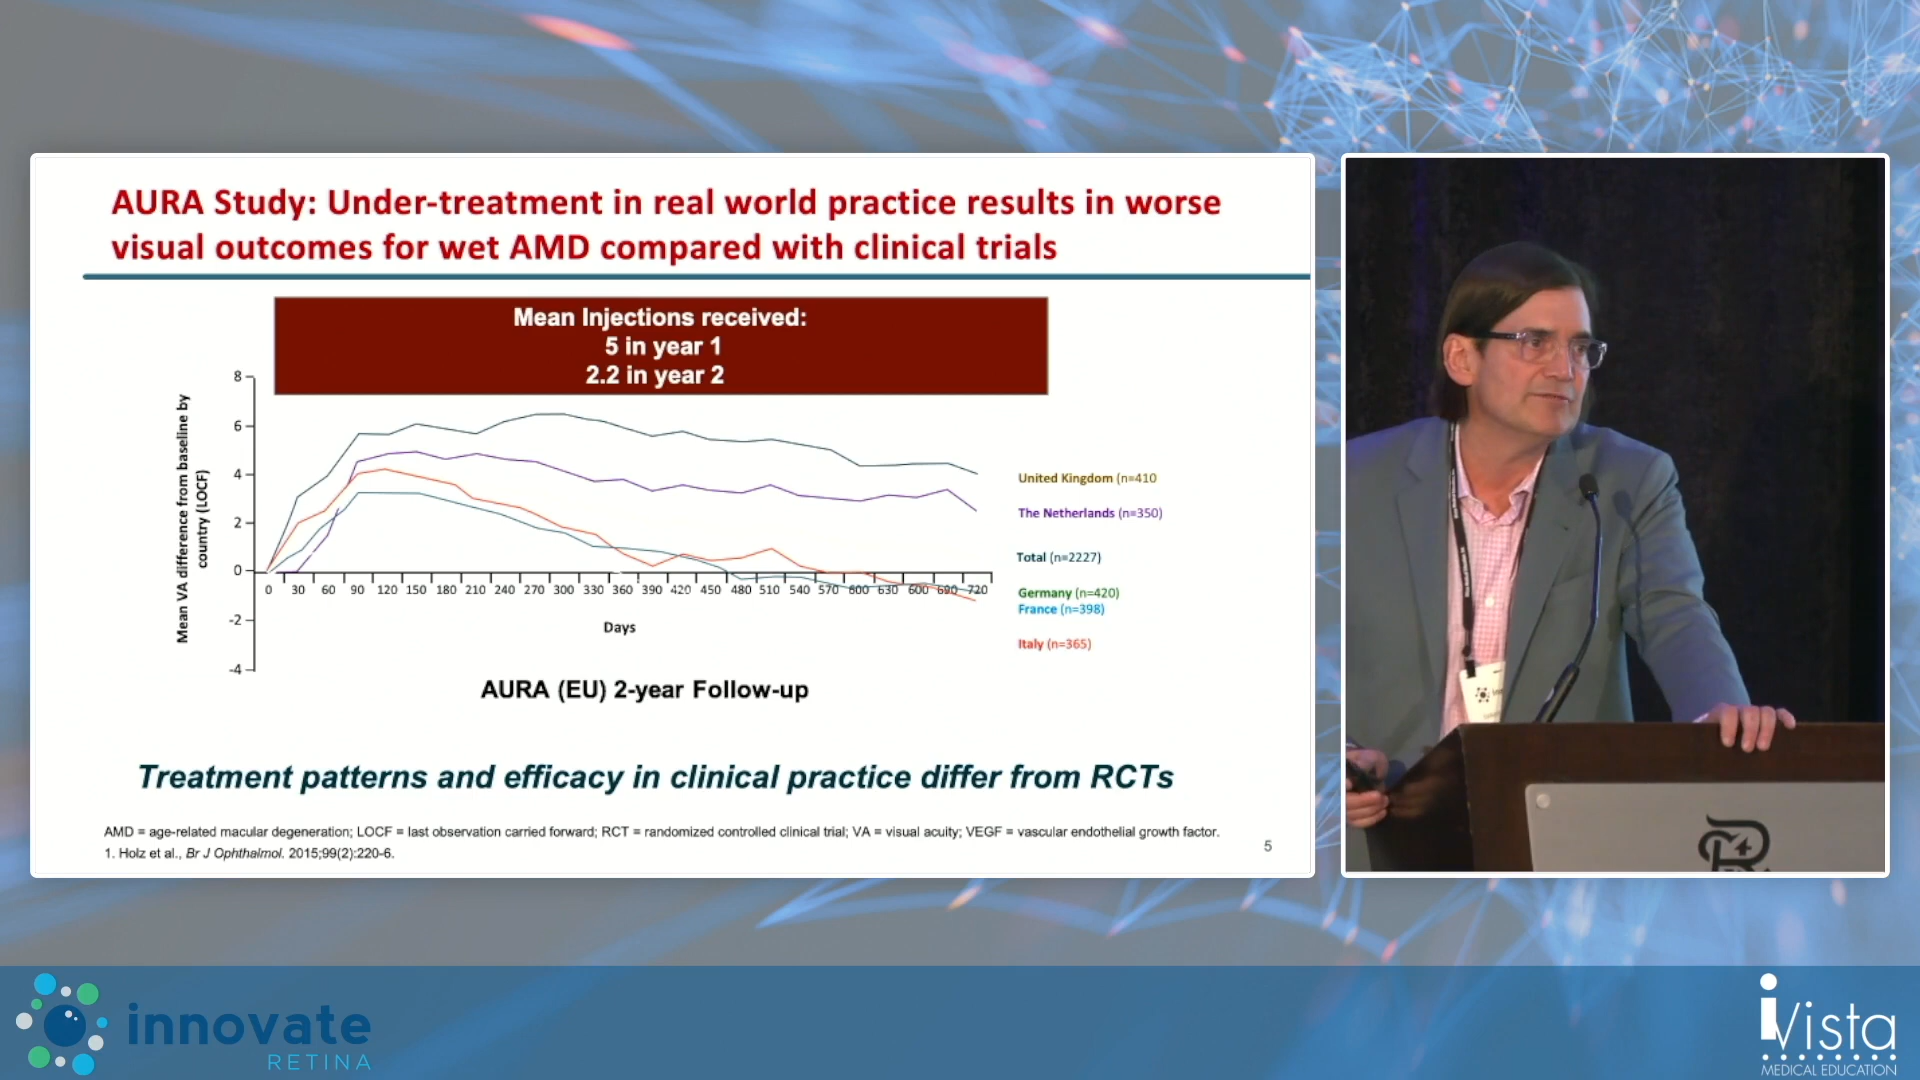 AURA Study: Under-treatment in real world practice results in worse
visual outcomes for wet AMD compared with clinical trials
Mean Injections received:
5 in year 1
2.2 in year 2
Mean VA difference from baseline by
country (LOCF)
8
6
4
2
0
-2
-4
0 30 60 90 120 150 180 210 240 270 300 330 360 390 420 450 480 510 540 570 600 630 600 690 720
Days
United Kingdom (n=410
The Netherlands (n=350)
Total (n=2227)
Germany (n=420)
France (n=398)
Italy (n=365)
AURA (EU) 2-year Follow-up
Treatment patterns and efficacy in clinical practice differ from RCTs
AMD = age-related macular degeneration; LOCF = last observation carried forward; RCT = randomized controlled clinical trial; VA = visual acuity; VEGF = vascular endothelial growth factor.
1. Holz et al., Br J Ophthalmol. 2015;99(2):220-6.
5
innovate
RETINA
iVista
MEDICAL EDUCATION